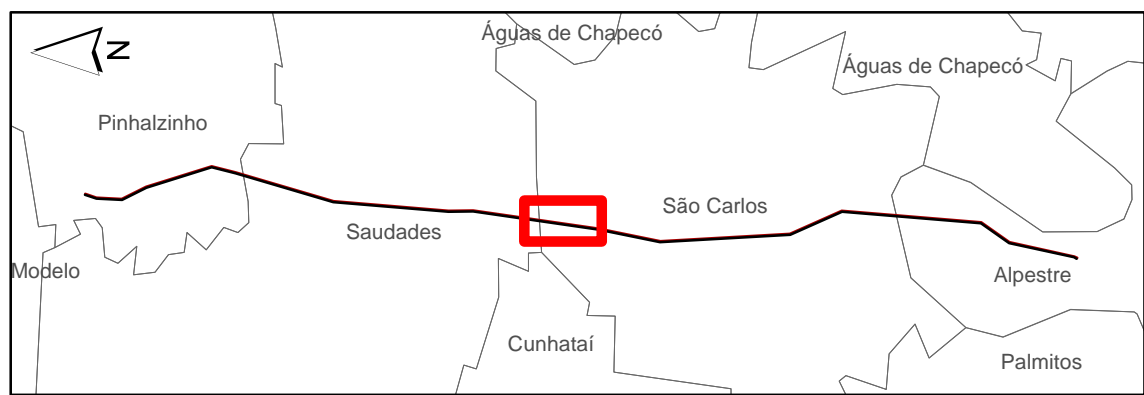 Águas de Chapecó
N
Águas de Chapecó
Pinhalzinho
São Carlos
Saudades
Modelo
Alpestre
Cunhataí
Palmitos